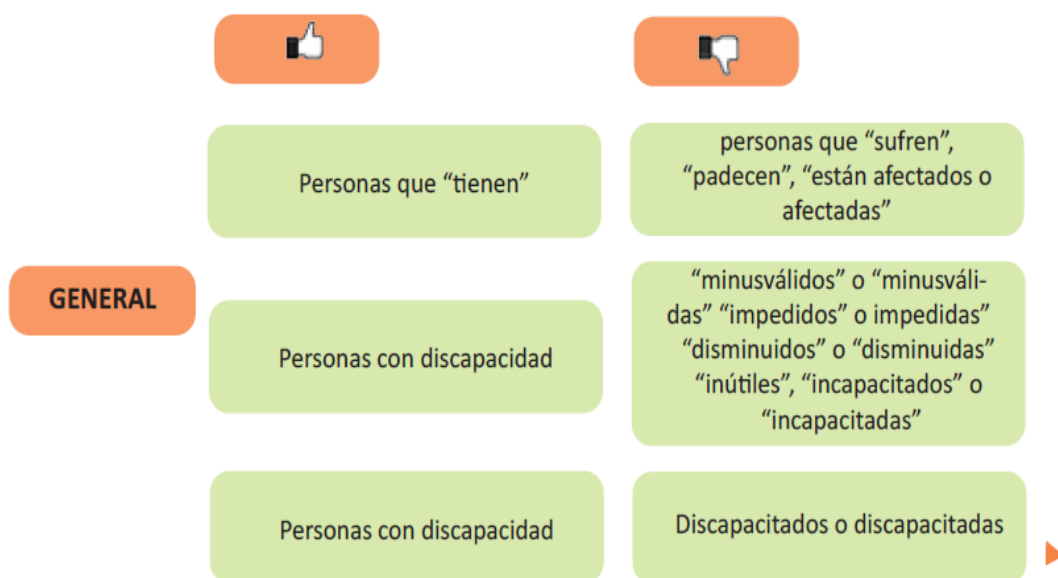 Personas que “tienen”
personas que “sufren”,
“padecen”, “están afectados o
afectadas”
GENERAL
Personas con discapacidad
“minusválidos” o “minusváli-
das” “impedidos” o impedidas”
“disminuidos” o “disminuidas”
“inútiles”, “incapacitados” o
“incapacitadas”
Personas con discapacidad
Discapacitados o discapacitadas